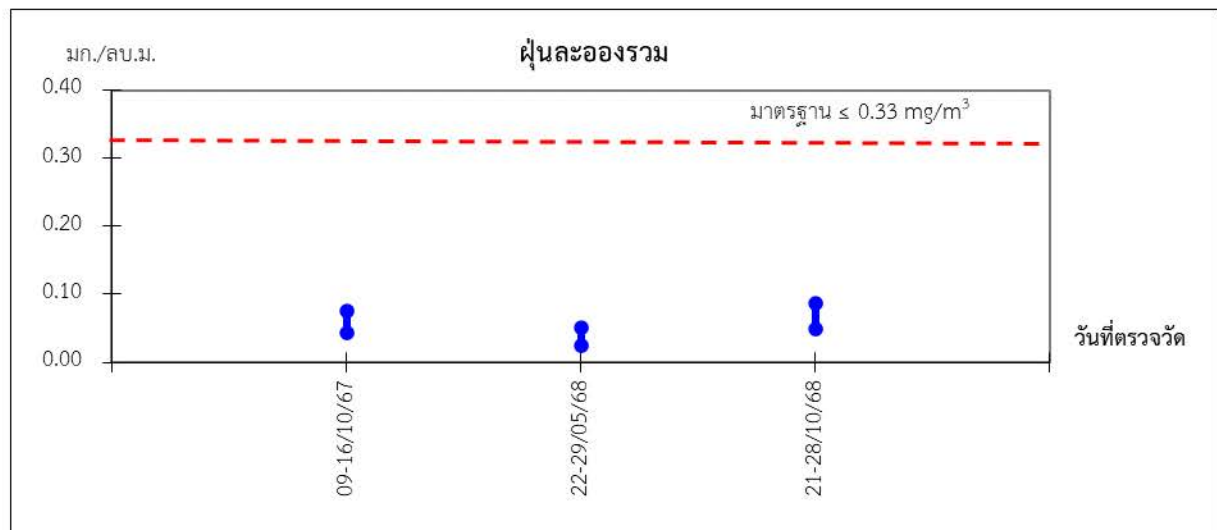 ฝุ่นละอองรวม
มก./ลบ.ม.
มาตรฐาน ≤ 0.33 mg/m³
0.40
0.30
0.20
0.10
0.00
วันที่ตรวจวัด
09-16/10/67
22-29/05/68
21-28/10/68